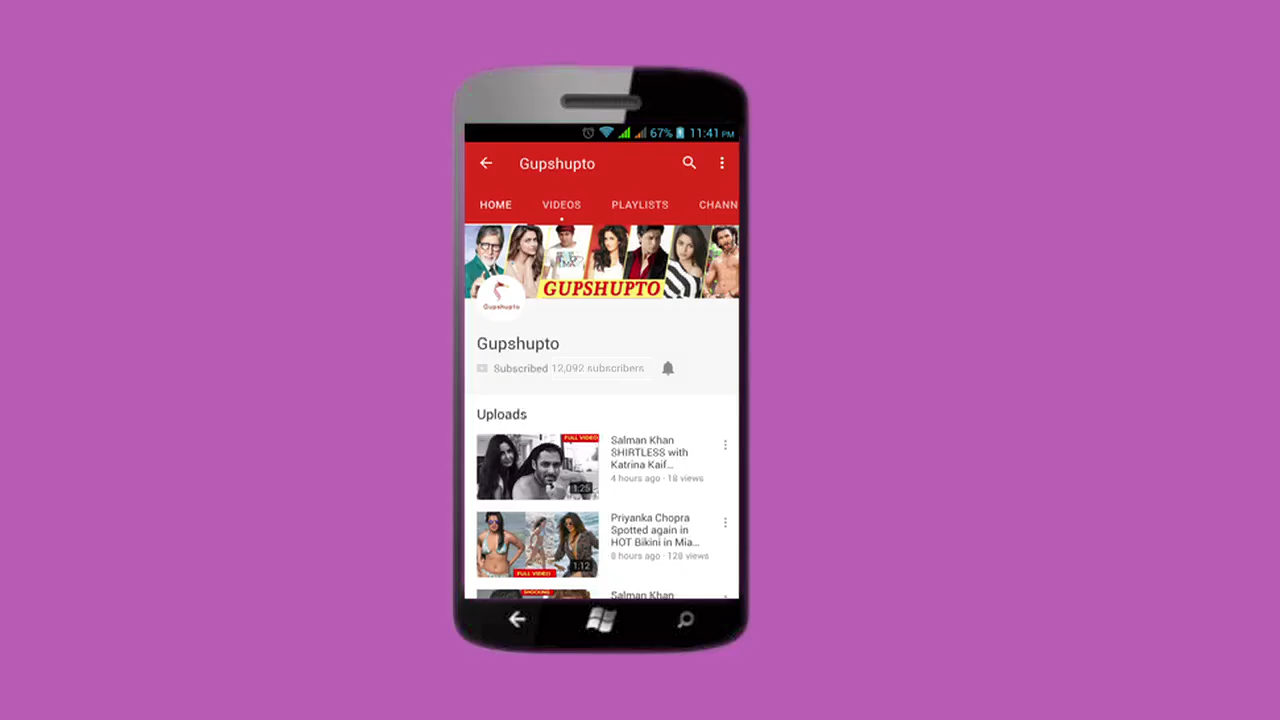 67% 11:41 PM
Gupshupto
HOME VIDEOS PLAYLISTS CHANN
GUPSHUPTO
Gupshupto
Gupshupto
Subscribed 12,092 subscribers
Uploads
FULL VIDEO
Salman Khan
SHIRTLESS with
Katrina Kaif...
4 hours ago · 18 views
1:25
Priyanka Chopra
Spotted again in
HOT Bikini in Mia...
8 hours ago · 128 views
1:12
FULL VIDEO
SHOCKING
Salman Khan